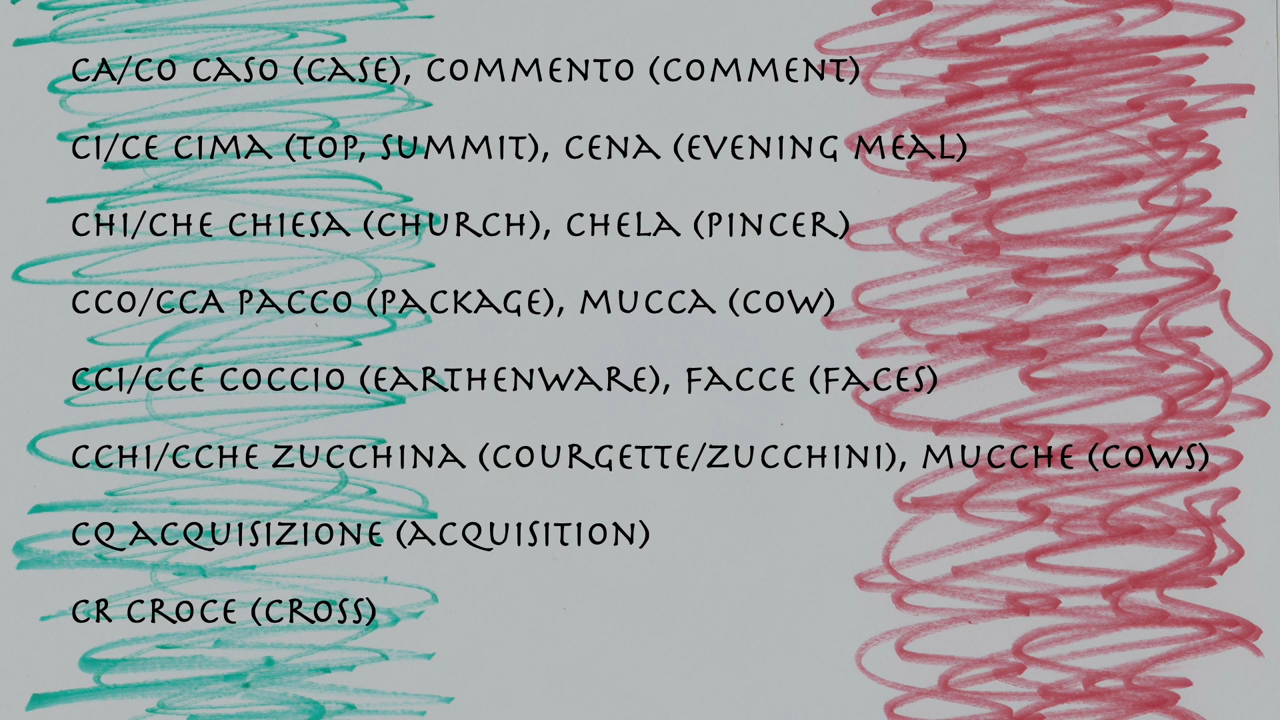 CA/CO CASO (CASE), COMMENTO (COMMENT)
CI/CE CIMA (TOP, SUMMIT), CENA (EVENING MEAL)
CHI/CHE CHIESA (CHURCH), CHELA (PINCER)
CCO/CCA PACCO (PACKAGE), MUCCA (COW)
CCI/CCE COCCIO (EARTHENWARE), FACCE (FACES)
CCHI/CCHE ZUCCHINA (COURGETTE/ZUCCHINI), MUCCHE (COWS)
CQ ACQUISIZIONE (ACQUISITION)
CR CROCE (CROSS)